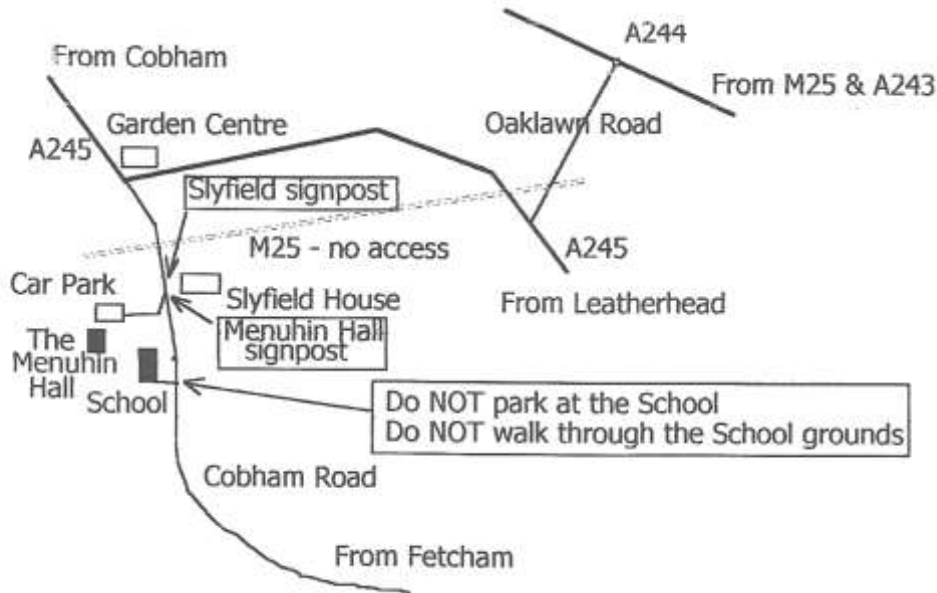 A244
From Cobham
From M25 & A243
Garden Centre
Oaklawn Road
A245
Slyfield signpost
M25 - no access
A245
Car Park
Slyfield House
From Leatherhead
Menuhin Hall
signpost
The
Menuhin
Hall
School
Do NOT park at the School
Do NOT walk through the School grounds
Cobham Road
From Fetcham